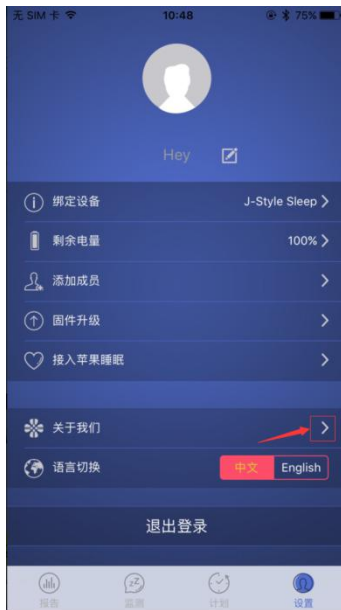 无 SIM 卡 10:48 75%
Hey
绑定设备 J-Style Sleep
剩余电量 100%
添加成员
固件升级
接入苹果睡眠
关于我们
语言切换 中文 English
退出登录
报告 监测 计划 设置